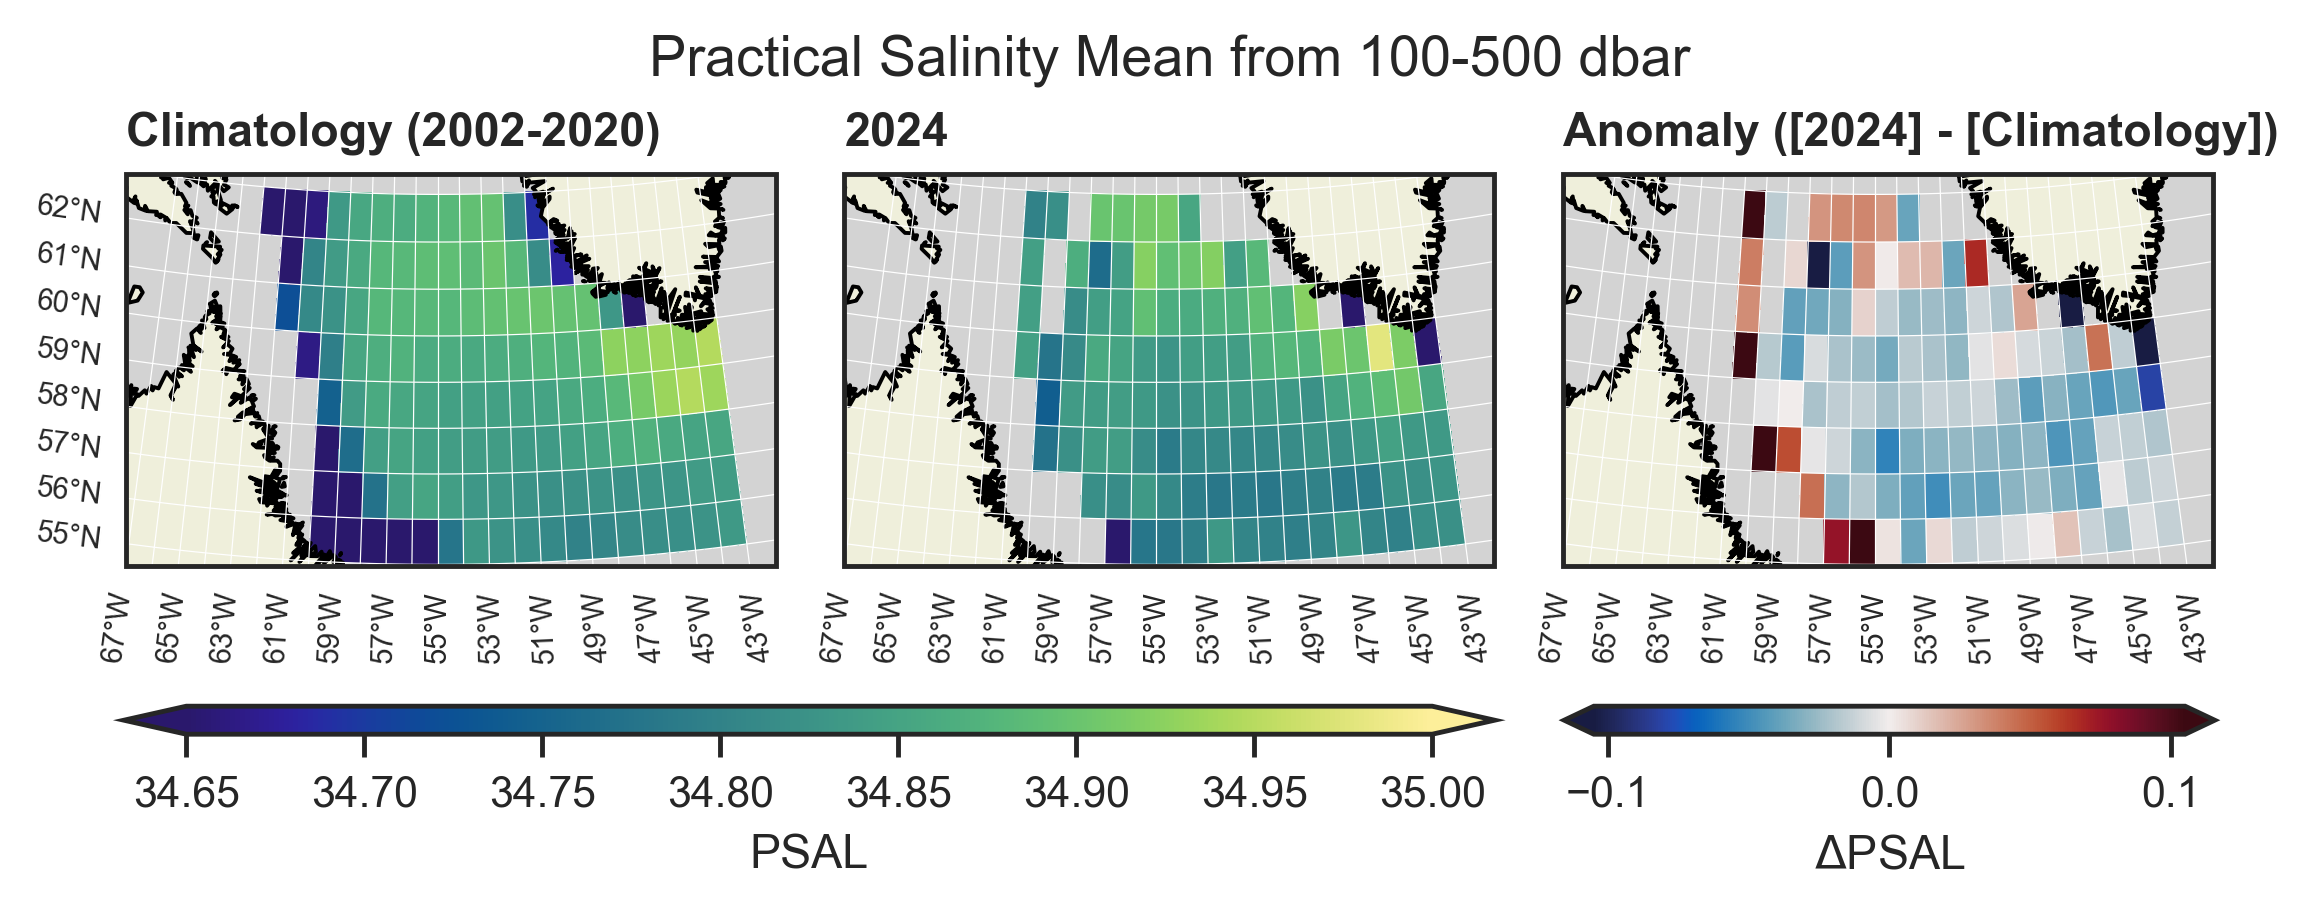 Practical Salinity Mean from 100-500 dbar
Climatology (2002-2020)
2024
Anomaly ([2024] - [Climatology])
62°N
61°N
60°N
59°N
58°N
57°N
56°N
55°N
67°W 65°W 63°W 61°W 59°W 57°W 55°W 53°W 51°W 49°W 47°W 45°W 43°W
67°W 65°W 63°W 61°W 59°W 57°W 55°W 53°W 51°W 49°W 47°W 45°W 43°W
67°W 65°W 63°W 61°W 59°W 57°W 55°W 53°W 51°W 49°W 47°W 45°W 43°W
34.65 34.70 34.75 34.80 34.85 34.90 34.95 35.00
PSAL
−0.1 0.0 0.1
ΔPSAL